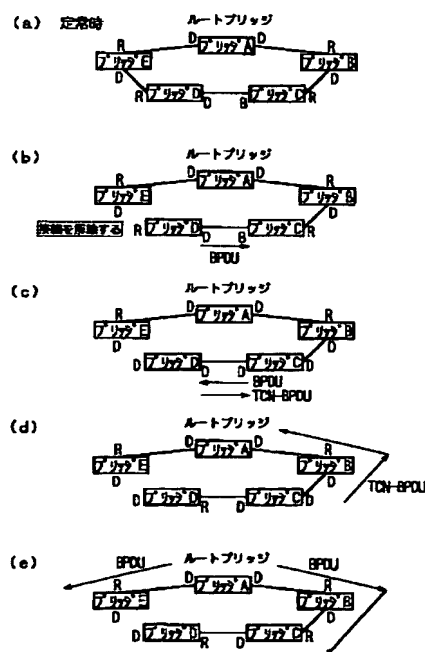 (a) 定常時 ルートブリッジ
D ブリッジA D
R R
ブリッジE ブリッジB
D D
R ブリッジD D B ブリッジC R
(b) ルートブリッジ
D ブリッジA D
R R
ブリッジE ブリッジB
D D
接続を解除する R ブリッジD D B ブリッジC R
BPDU
(c) ルートブリッジ
D ブリッジA D
R R
ブリッジE ブリッジB
D D
D ブリッジD D D ブリッジC
BPDU
TCN-BPDU
(d) ルートブリッジ
D ブリッジA D
R R
ブリッジE ブリッジB
D D
TCN-BPDU
D ブリッジD R D ブリッジC
(e) BPDU ルートブリッジ BPDU
D ブリッジA D
R R
ブリッジE ブリッジB
D D
D ブリッジD R D ブリッジC R